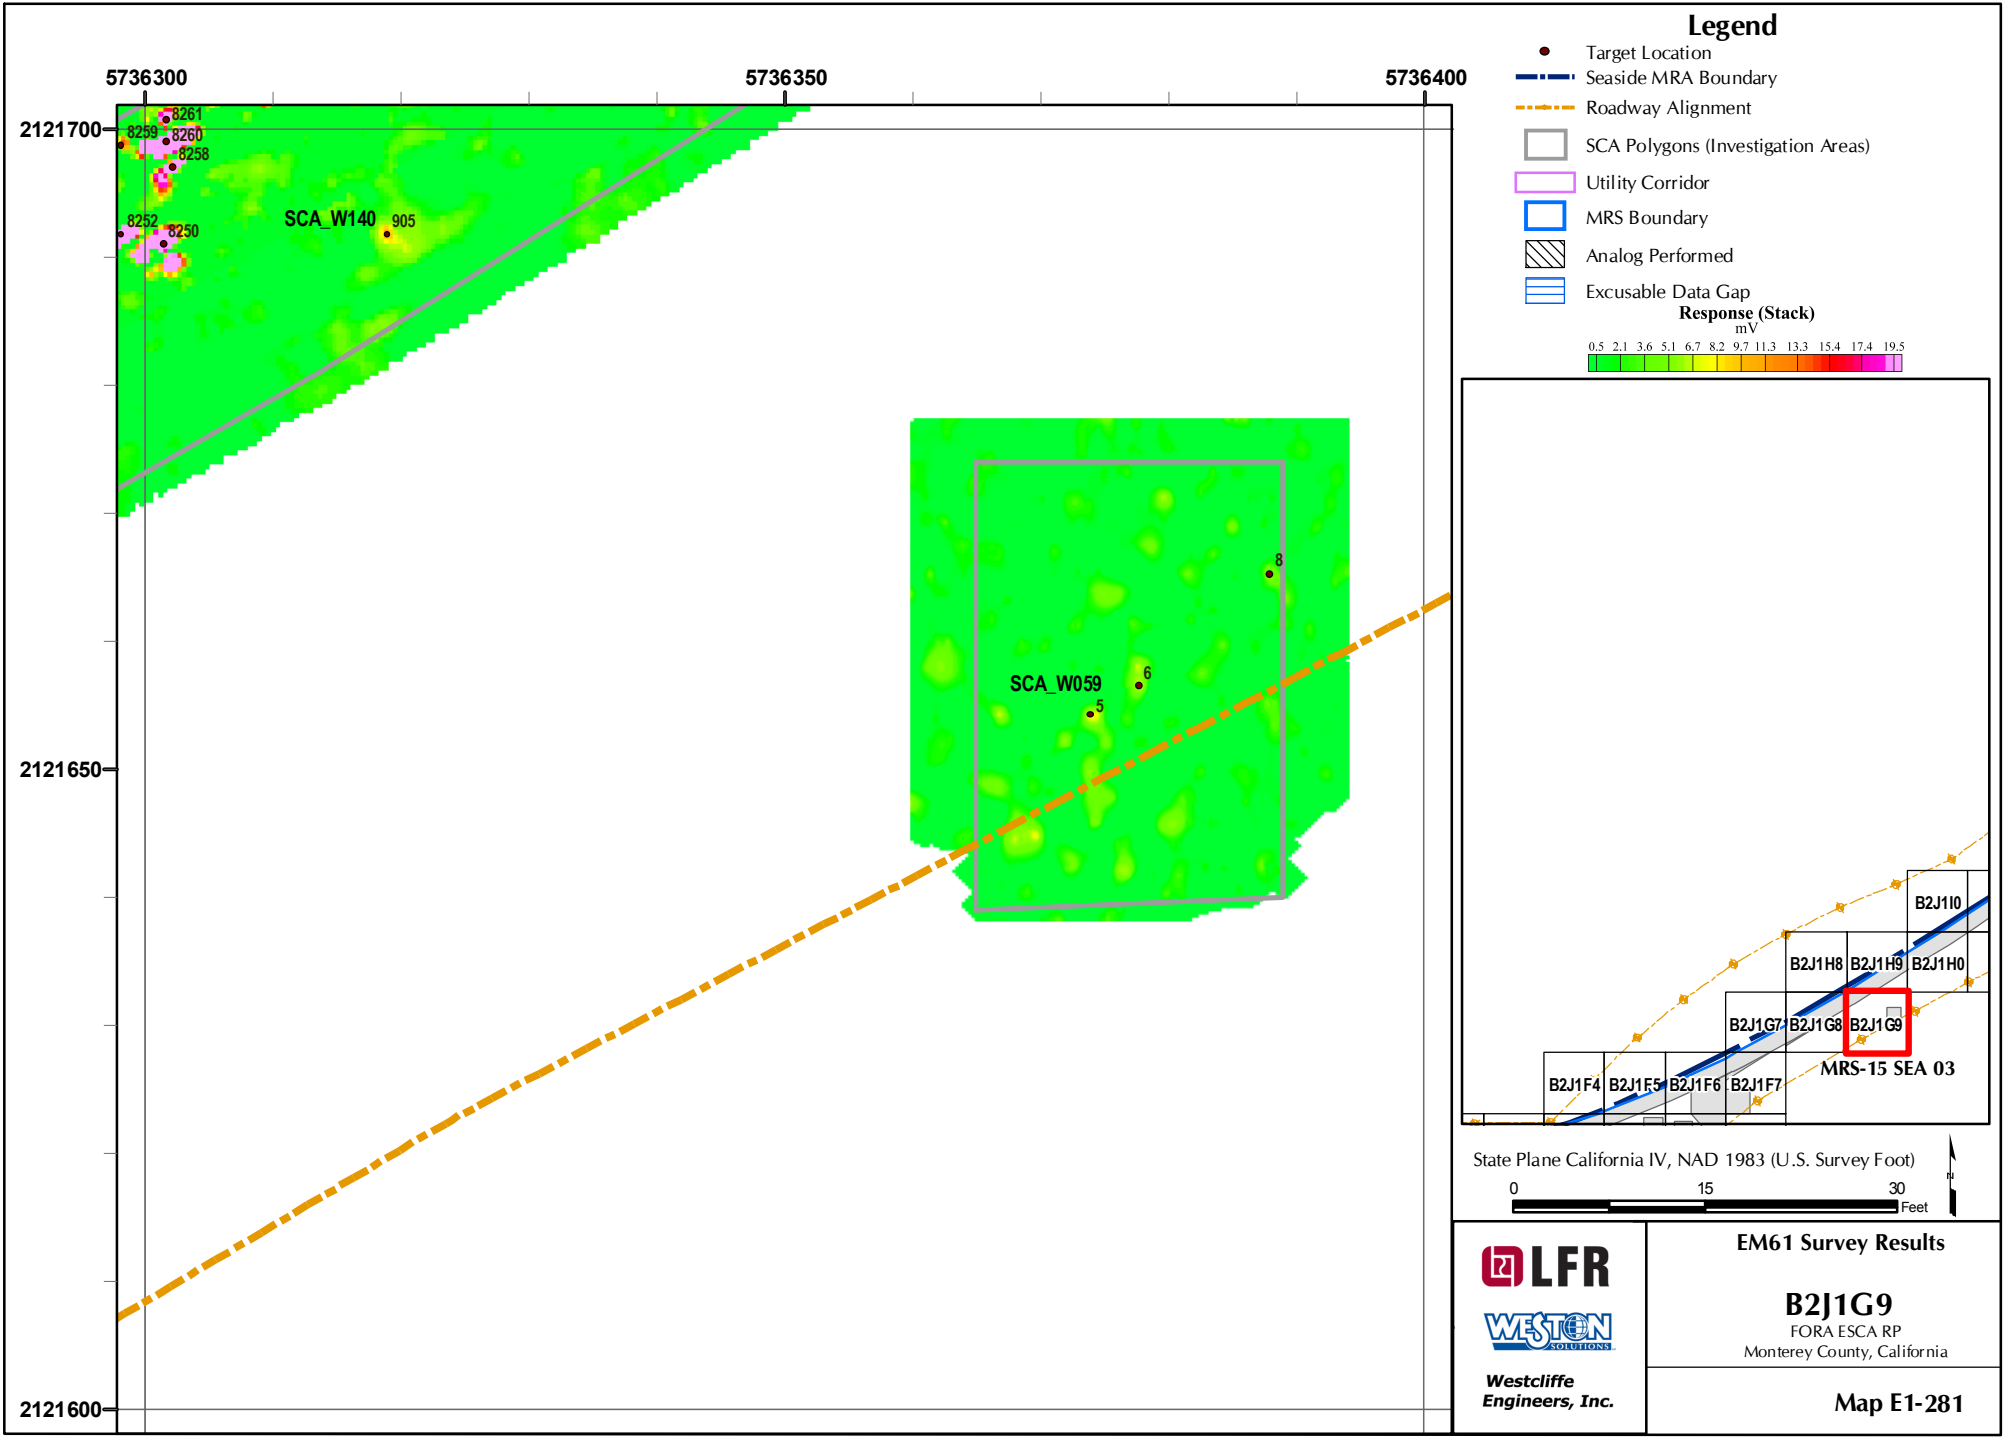 Legend
Target Location
Seaside MRA Boundary
Roadway Alignment
SCA Polygons (Investigation Areas)
Utility Corridor
MRS Boundary
Analog Performed
Excusable Data Gap
Response (Stack)
mV
0.5 2.1 3.6 5.1 6.7 8.2 9.7 11.3 13.3 15.4 17.4 19.5
5736300 5736350 5736400
2121700
2121650
2121600
8261
8259 8260
8258
8252
8250
SCA_W140 905
8
6
SCA_W059
5
B2J1I0
B2J1H8 B2J1H9 B2J1H0
B2J1G7 B2J1G8 B2J1G9
MRS-15 SEA 03
B2J1F4 B2J1F5 B2J1F6 B2J1F7
State Plane California IV, NAD 1983 (U.S. Survey Foot)
0 15 30
Feet
N
LFR
WESTON
SOLUTIONS
Westcliffe
Engineers, Inc.
EM61 Survey Results
B2J1G9
FORA ESCA RP
Monterey County, California
Map E1-281